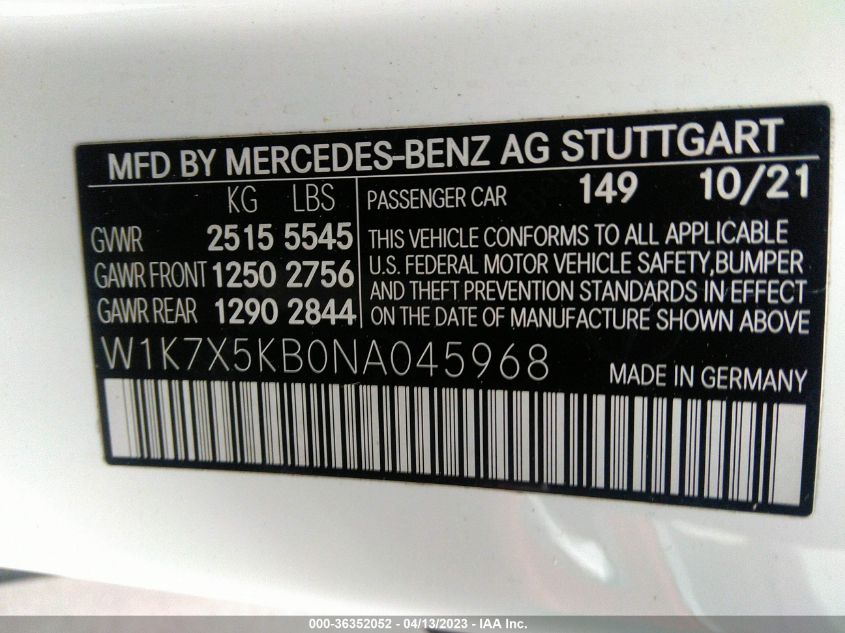 MFD BY MERCEDES-BENZ AG STUTTGART
KG LBS
GVWR 2515 5545
GAWR FRONT 1250 2756
GAWR REAR 1290 2844
PASSENGER CAR 149 10/21
THIS VEHICLE CONFORMS TO ALL APPLICABLE
U.S. FEDERAL MOTOR VEHICLE SAFETY,BUMPER
AND THEFT PREVENTION STANDARDS IN EFFECT
ON THE DATE OF MANUFACTURE SHOWN ABOVE
W1K7X5KB0NA045968
MADE IN GERMANY
000-36352052 - 04/13/2023 - IAA Inc.